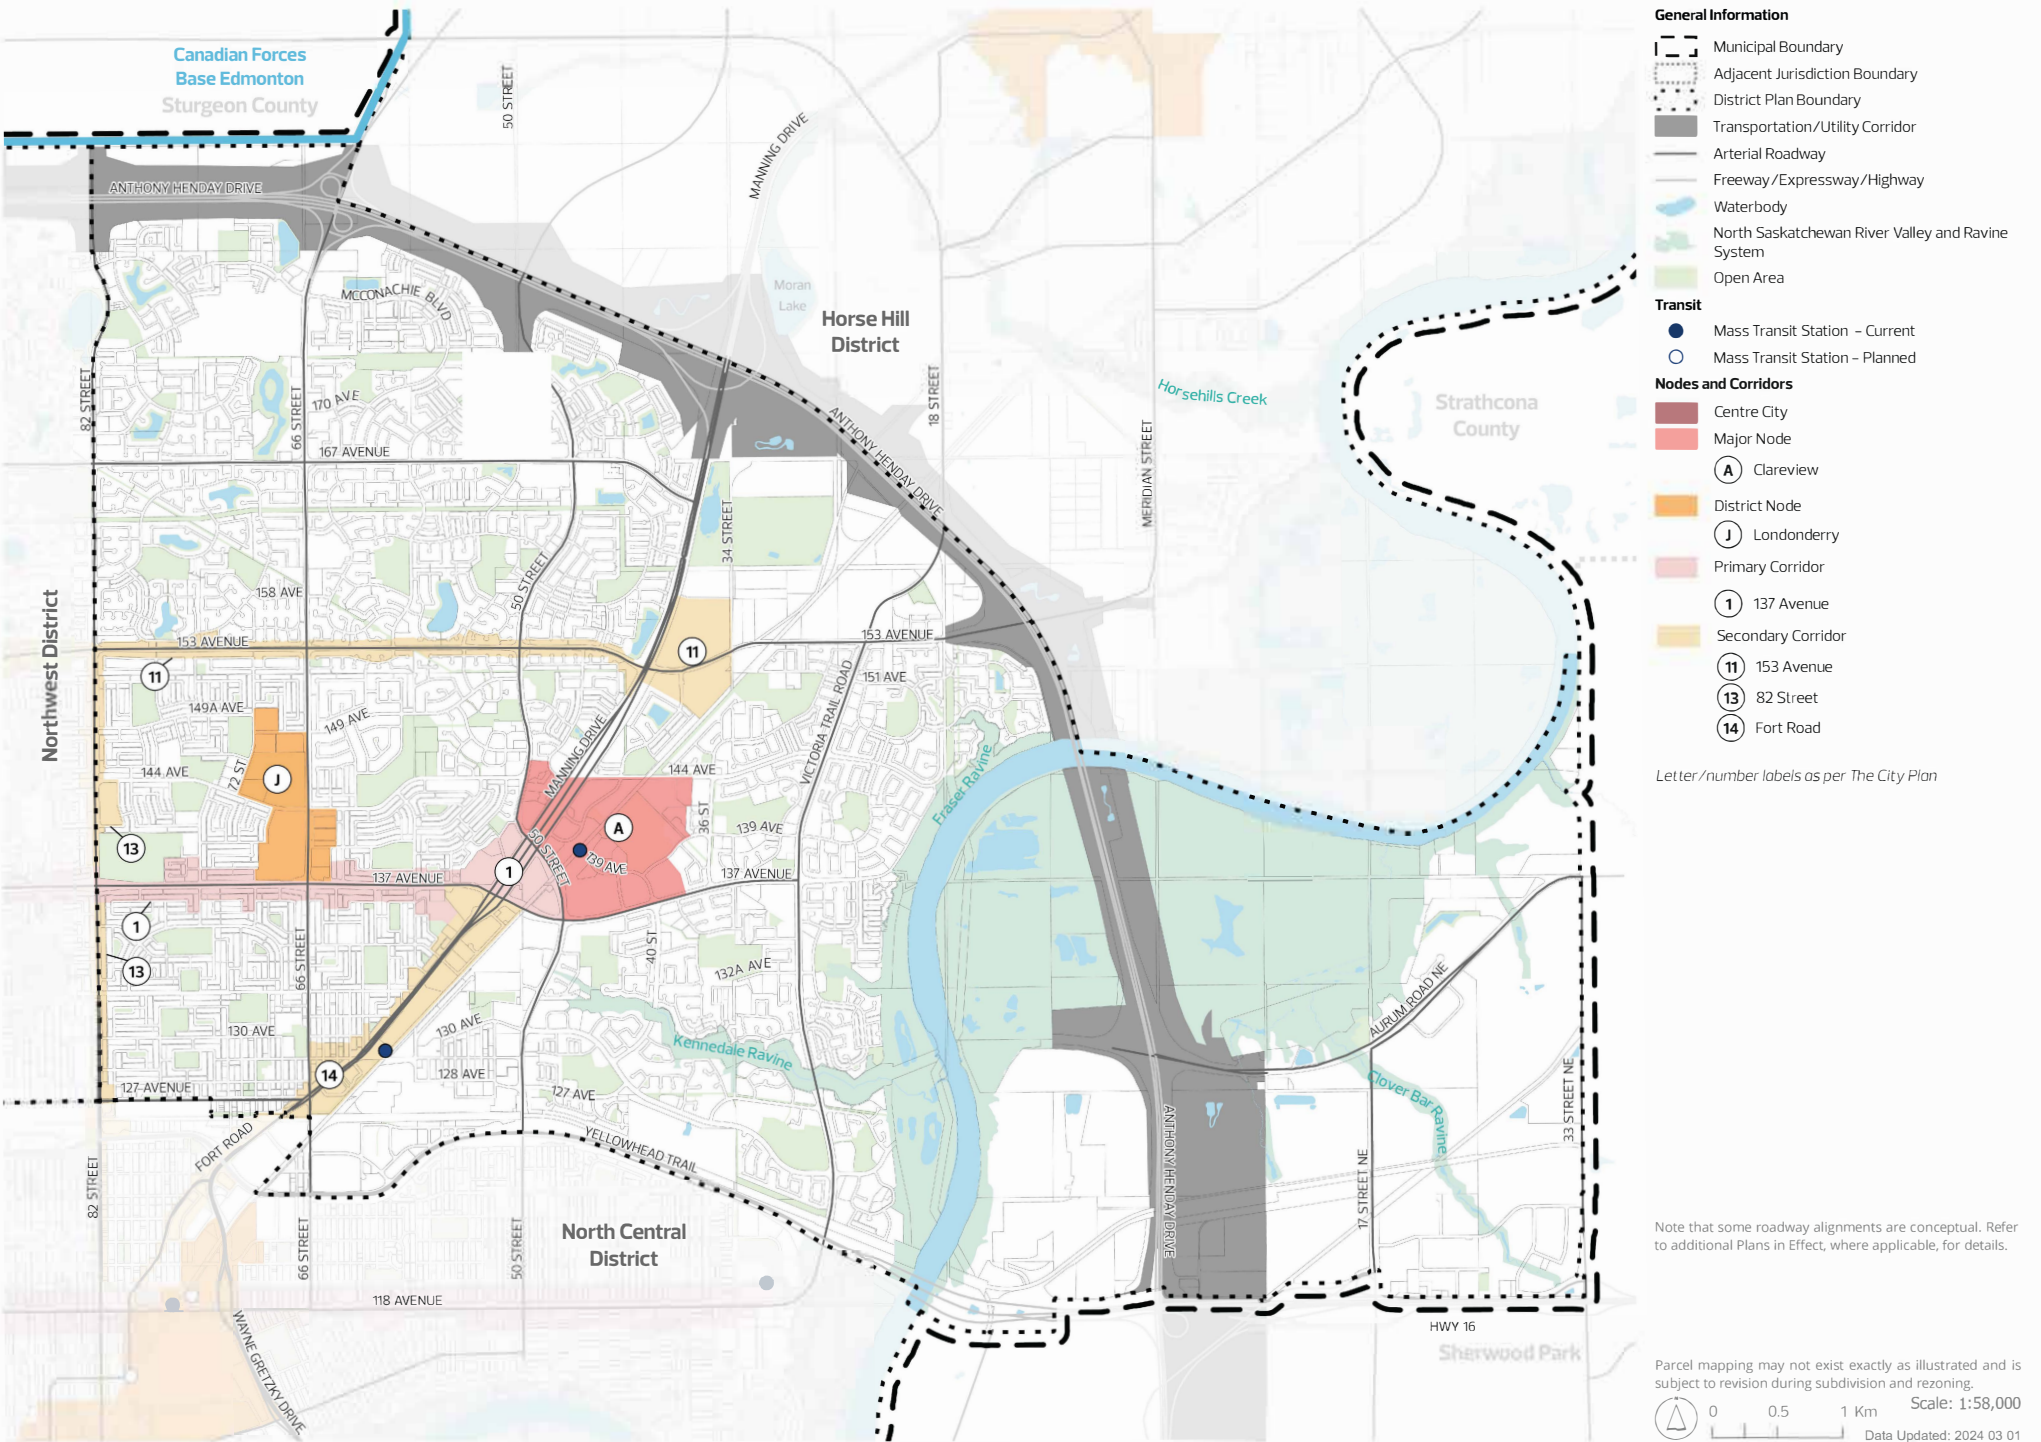 Canadian Forces
Base Edmonton
Sturgeon County
50 STREET
MANNING DRIVE
ANTHONY HENDAY DRIVE
Moran
Lake
MCCONACHIE BLVD
Horse Hill
District
82 STREET
66 STREET
170 AVE
18 STREET
Horsehills Creek
Strathcona
County
167 AVENUE
ANTHONY HENDAY DRIVE
MERIDIAN STREET
34 STREET
50 STREET
158 AVE
Northwest District
153 AVENUE
153 AVENUE
11
11
151 AVE
149A AVE
149 AVE
VICTORIA TRAIL ROAD
MANNING DRIVE
144 AVE
72 ST
J
144 AVE
Fraser Ravine
36 ST
A
139 AVE
13
50 STREET
139 AVE
1
137 AVENUE
137 AVENUE
1
40 ST
13
66 STREET
132A AVE
AURUM ROAD NE
130 AVE
130 AVE
Kennedale Ravine
14
128 AVE
127 AVENUE
127 AVE
Clover Bar Ravine
33 STREET NE
FORT ROAD
YELLOWHEAD TRAIL
ANTHONY HENDAY DRIVE
17 STREET NE
82 STREET
66 STREET
50 STREET
North Central
District
118 AVENUE
WAYNE GRETZKY DRIVE
HWY 16
Sherwood Park
General Information
Municipal Boundary
Adjacent Jurisdiction Boundary
District Plan Boundary
Transportation/Utility Corridor
Arterial Roadway
Freeway/Expressway/Highway
Waterbody
North Saskatchewan River Valley and Ravine
System
Open Area
Transit
Mass Transit Station - Current
Mass Transit Station - Planned
Nodes and Corridors
Centre City
Major Node
A Clareview
District Node
J Londonderry
Primary Corridor
1 137 Avenue
Secondary Corridor
11 153 Avenue
13 82 Street
14 Fort Road
Letter/number labels as per The City Plan
Note that some roadway alignments are conceptual. Refer
to additional Plans in Effect, where applicable, for details.
Parcel mapping may not exist exactly as illustrated and is
subject to revision during subdivision and rezoning.
Scale: 1:58,000
0 0.5 1 Km
Data Updated: 2024 03 01